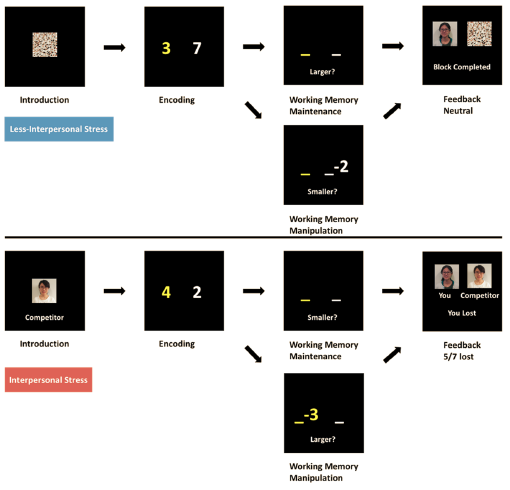 3 7
Larger?
Block Completed
Introduction
Encoding
Working Memory
Maintenance
Feedback
Neutral
Less-Interpersonal Stress
_ _-2
Smaller?
Working Memory
Manipulation
Competitor
4 2
Smaller?
You Competitor
You Lost
Introduction
Encoding
Working Memory
Maintenance
Feedback
5/7 lost
Interpersonal Stress
_-3 _
Larger?
Working Memory
Manipulation